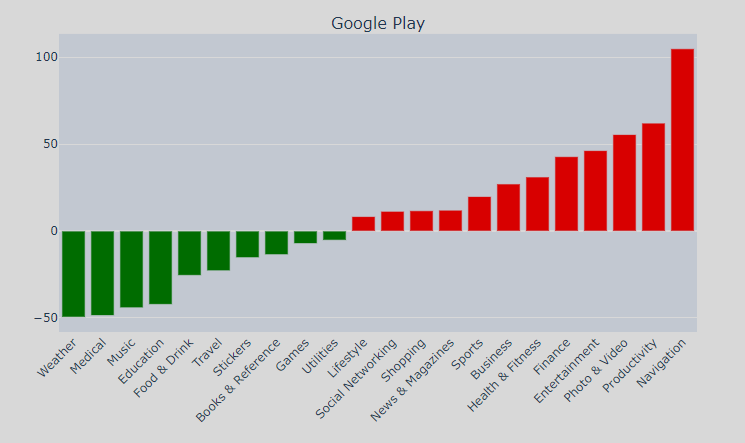 Google Play
100
50
0
−50
Weather
Medical
Music
Education
Food & Drink
Travel
Stickers
Books & Reference
Games
Utilities
Lifestyle
Social Networking
Shopping
News & Magazines
Sports
Business
Health & Fitness
Finance
Entertainment
Photo & Video
Productivity
Navigation